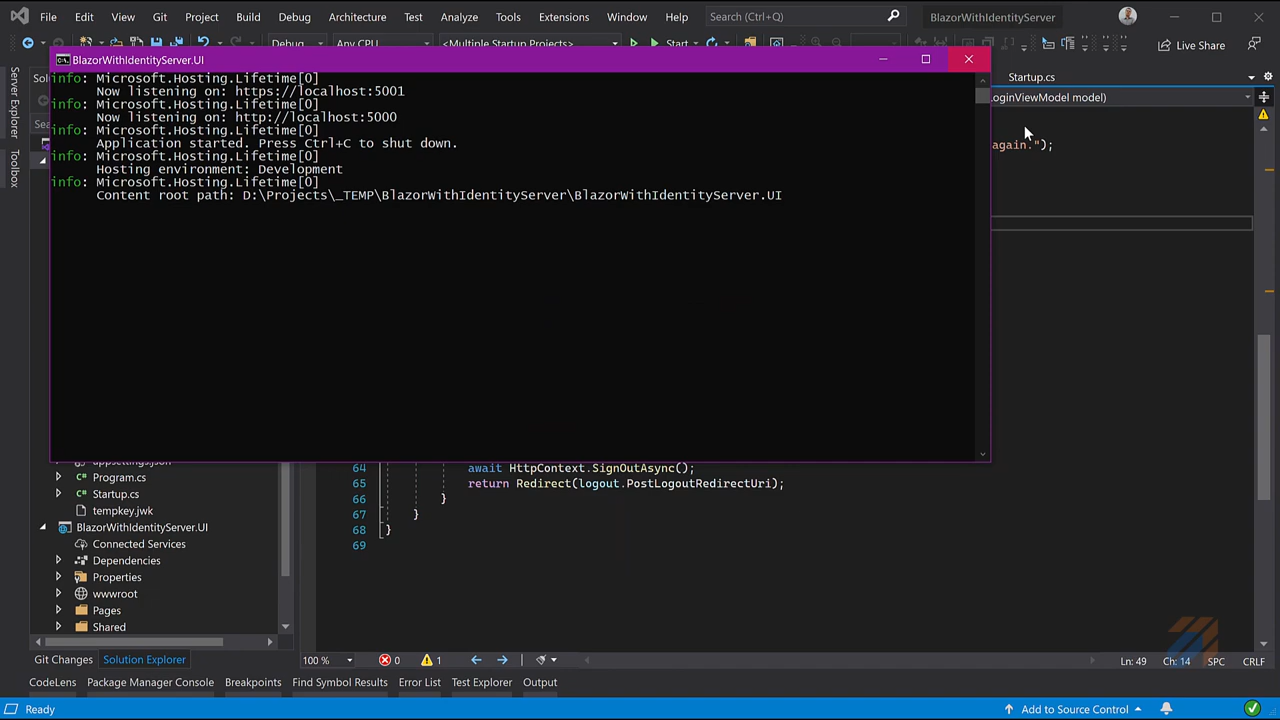 File Edit View Git Project Build Debug Architecture Test Analyze Tools Extensions Window Help Search (Ctrl+Q) BlazorWithIdentityServer
Debug Any CPU <Multiple Startup Projects> Start Live Share
BlazorWithIdentityServer.UI
info: Microsoft.Hosting.Lifetime[0]
Now listening on: https://localhost:5001
info: Microsoft.Hosting.Lifetime[0]
Now listening on: http://localhost:5000
info: Microsoft.Hosting.Lifetime[0]
Application started. Press Ctrl+C to shut down.
info: Microsoft.Hosting.Lifetime[0]
Hosting environment: Development
info: Microsoft.Hosting.Lifetime[0]
Content root path: D:\Projects\_TEMP\BlazorWithIdentityServer\BlazorWithIdentityServer.UI
Server Explorer
Toolbox
Startup.cs
LoginViewModel model)
again.");
appsettings.json
Program.cs
Startup.cs
tempkey.jwk
BlazorWithIdentityServer.UI
Connected Services
Dependencies
Properties
wwwroot
Pages
Shared
64 await HttpContext.SignOutAsync();
65 return Redirect(logout.PostLogoutRedirectUri);
66 }
67 }
68 }
69
100 % 0 1 Ln: 49 Ch: 14 SPC CRLF
Git Changes Solution Explorer
CodeLens Package Manager Console Breakpoints Find Symbol Results Error List Test Explorer Output
Ready Add to Source Control